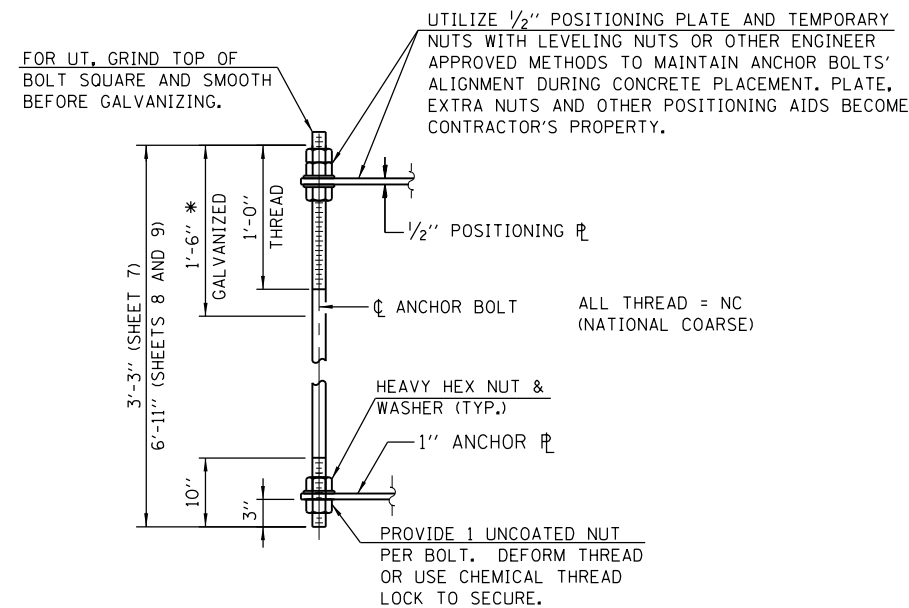 UTILIZE 1/2'' POSITIONING PLATE AND TEMPORARY
NUTS WITH LEVELING NUTS OR OTHER ENGINEER
APPROVED METHODS TO MAINTAIN ANCHOR BOLTS'
ALIGNMENT DURING CONCRETE PLACEMENT. PLATE,
EXTRA NUTS AND OTHER POSITIONING AIDS BECOME
CONTRACTOR'S PROPERTY.
FOR UT, GRIND TOP OF
BOLT SQUARE AND SMOOTH
BEFORE GALVANIZING.
3'-3'' (SHEET 7)
6'-11'' (SHEETS 8 AND 9)
1'-6'' *
GALVANIZED
1'-0''
THREAD
1/2'' POSITIONING ⅊
℄ ANCHOR BOLT
ALL THREAD = NC
(NATIONAL COARSE)
HEAVY HEX NUT &
WASHER (TYP.)
1'' ANCHOR ⅊
10''
3''
PROVIDE 1 UNCOATED NUT
PER BOLT. DEFORM THREAD
OR USE CHEMICAL THREAD
LOCK TO SECURE.